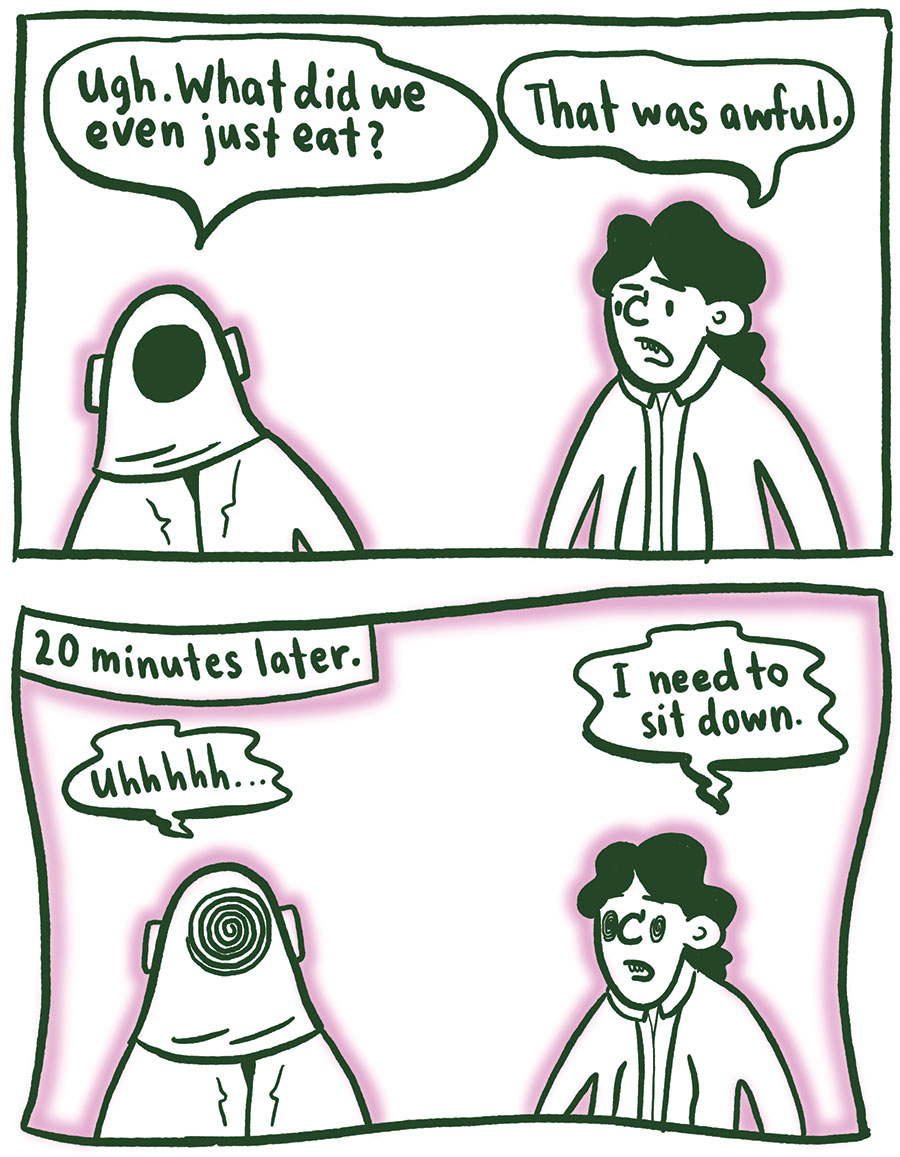 Ugh. What did we
even just eat?
That was awful.
20 minutes later.
Uhhhhh...
I need to
sit down.